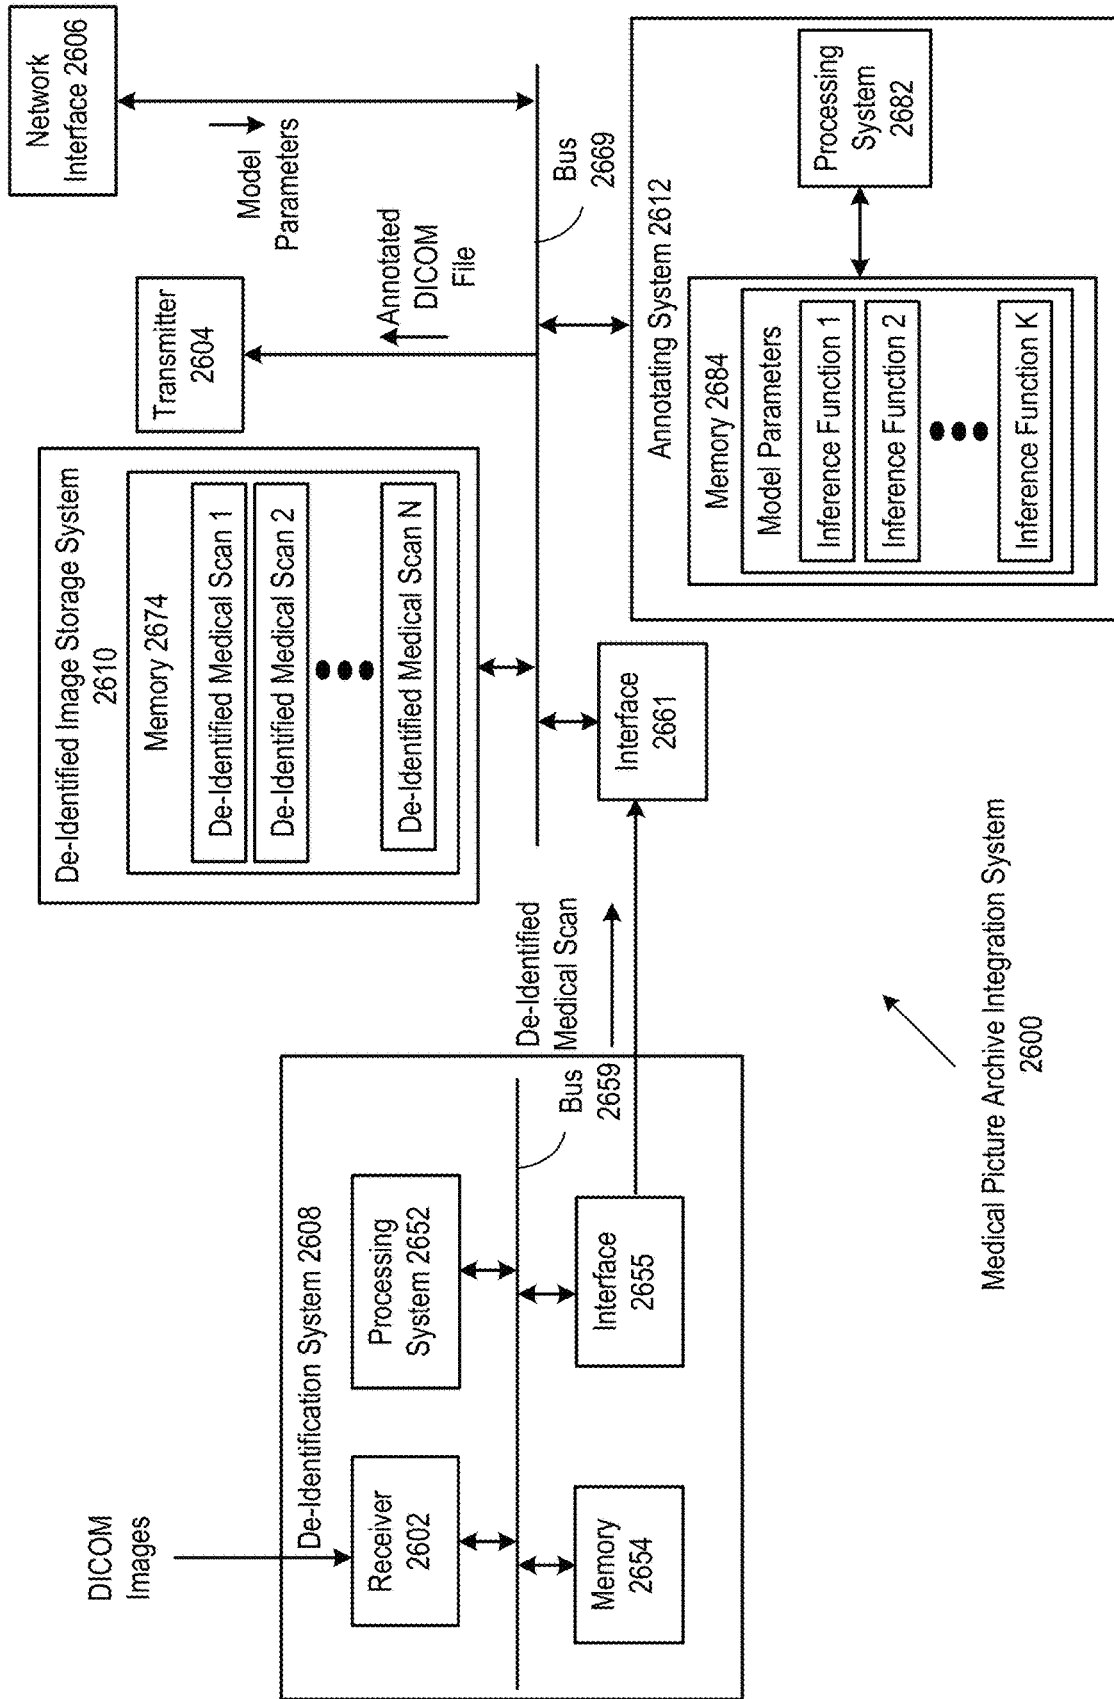 DICOM
Images
De-Identification System 2608
Receiver
2602
Processing
System 2652
Bus
2659
Memory
2654
Interface
2655
De-Identified
Medical Scan
De-Identified Image Storage System
2610
Memory 2674
De-Identified Medical Scan 1
De-Identified Medical Scan 2
De-Identified Medical Scan N
Transmitter
2604
Annotated
DICOM
File
Network
Interface 2606
Model
Parameters
Bus
2669
Interface
2661
Annotating System 2612
Memory 2684
Model Parameters
Inference Function 1
Inference Function 2
Inference Function K
Processing
System
2682
Medical Picture Archive Integration System
2600